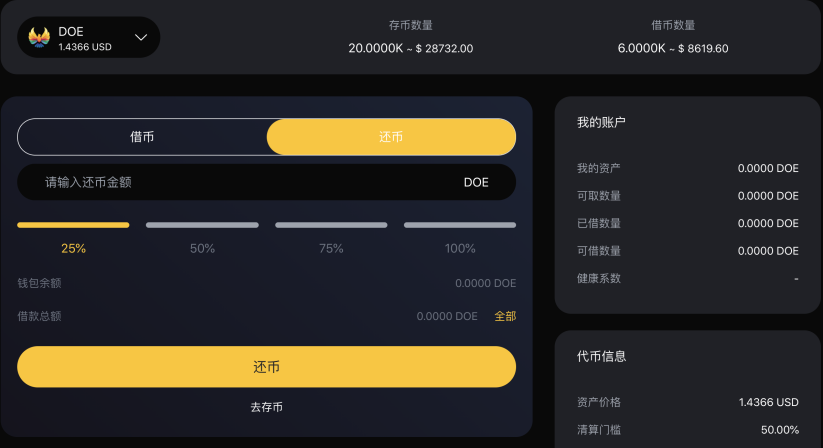 DOE
1.4366 USD
存币数量
20.0000K ~ $ 28732.00
借币数量
6.0000K ~ $ 8619.60
借币
还币
请输入还币金额
DOE
25%
50%
75%
100%
钱包余额
0.0000 DOE
借款总额
0.0000 DOE
全部
还币
去存币
我的账户
我的资产
0.0000 DOE
可取数量
0.0000 DOE
已借数量
0.0000 DOE
可借数量
0.0000 DOE
健康系数
-
代币信息
资产价格
1.4366 USD
清算门槛
50.00%